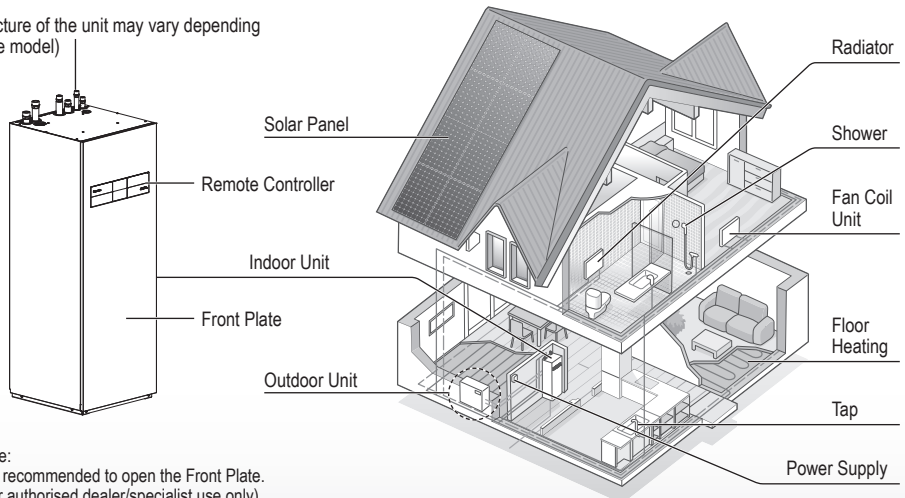 cture of the unit may vary depending
e model)
Solar Panel
Remote Controller
Indoor Unit
Front Plate
Outdoor Unit
Radiator
Shower
Fan Coil
Unit
Floor
Heating
Tap
Power Supply
e:
recommended to open the Front Plate.
r authorised dealer/specialist use only)